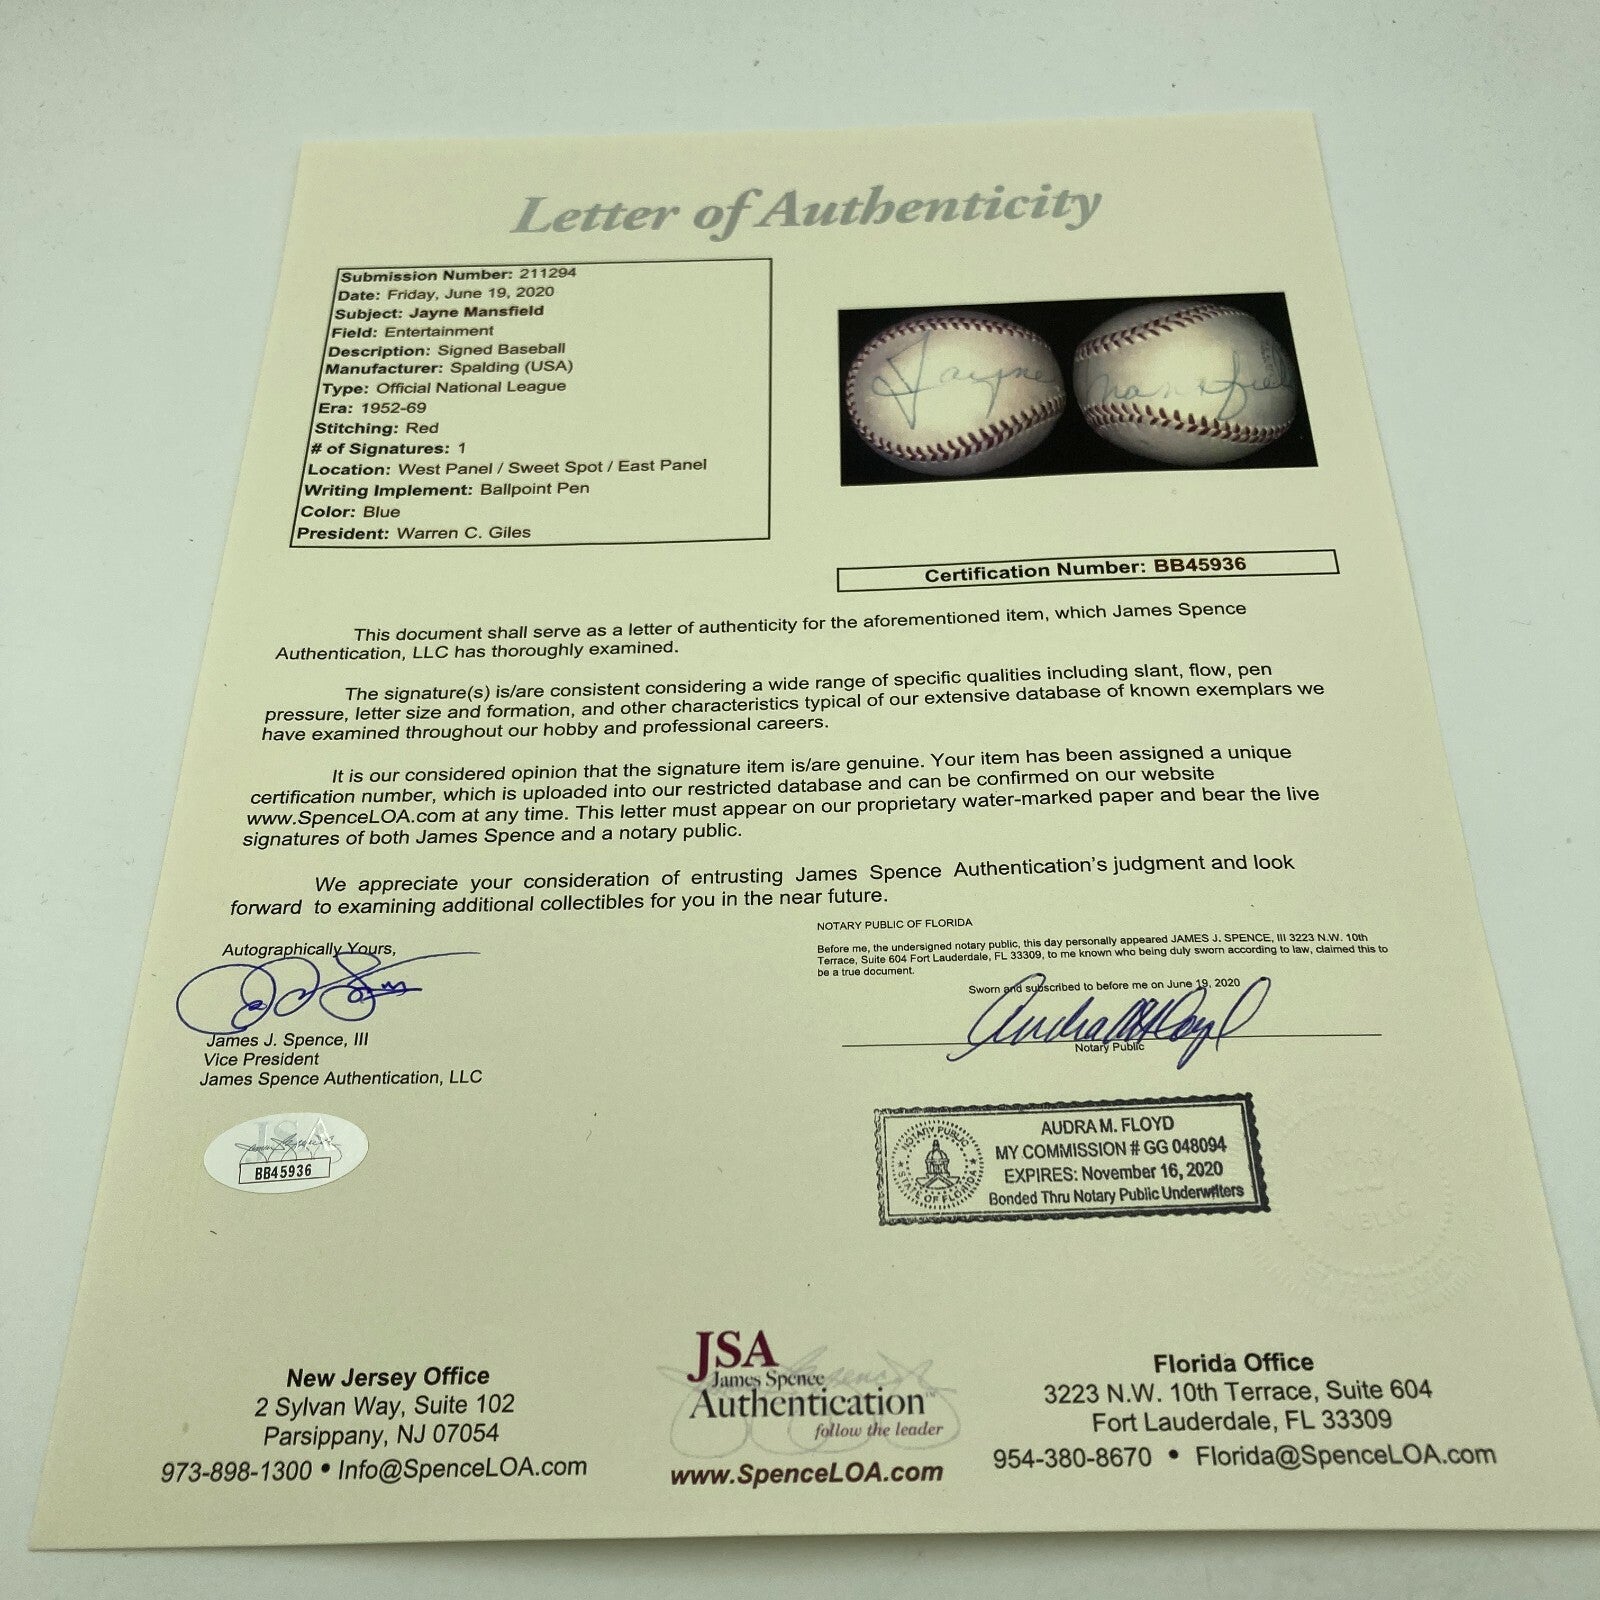 Letter of Authenticity
Submission Number: 211294
Date: Friday, June 19, 2020
Subject: Jayne Mansfield
Field: Entertainment
Description: Signed Baseball
Manufacturer: Spalding (USA)
Type: Official National League
Era: 1952-69
Stitching: Red
# of Signatures: 1
Location: West Panel / Sweet Spot / East Panel
Writing Implement: Ballpoint Pen
Color: Blue
President: Warren C. Giles
Jayne
Mansfield
Certification Number: BB45936
This document shall serve as a letter of authenticity for the aforementioned item, which James Spence
Authentication, LLC has thoroughly examined.
The signature(s) is/are consistent considering a wide range of specific qualities including slant, flow, pen
pressure, letter size and formation, and other characteristics typical of our extensive database of known exemplars we
have examined throughout our hobby and professional careers.
It is our considered opinion that the signature item is/are genuine. Your item has been assigned a unique
certification number, which is uploaded into our restricted database and can be confirmed on our website
www.SpenceLOA.com at any time. This letter must appear on our proprietary water-marked paper and bear the live
signatures of both James Spence and a notary public.
We appreciate your consideration of entrusting James Spence Authentication's judgment and look
forward to examining additional collectibles for you in the near future.
Autographically Yours,
James J. Spence, III
Vice President
James Spence Authentication, LLC
NOTARY PUBLIC OF FLORIDA
Before me, the undersigned notary public, this day personally appeared JAMES J. SPENCE, III 3223 N.W. 10th
Terrace, Suite 604 Fort Lauderdale, FL 33309, to me known who being duly sworn according to law, claimed this to
be a true document.
Sworn and subscribed to before me on June 19, 2020
Audra M Floyd
Notary Public
JSA
BB45936
NOTARY PUBLIC
STATE OF FLORIDA
AUDRA M. FLOYD
MY COMMISSION # GG 048094
EXPIRES: November 16, 2020
Bonded Thru Notary Public Underwriters
New Jersey Office
2 Sylvan Way, Suite 102
Parsippany, NJ 07054
973-898-1300 • Info@SpenceLOA.com
JSA
James Spence
Authentication™
follow the leader
www.SpenceLOA.com
Florida Office
3223 N.W. 10th Terrace, Suite 604
Fort Lauderdale, FL 33309
954-380-8670 • Florida@SpenceLOA.com